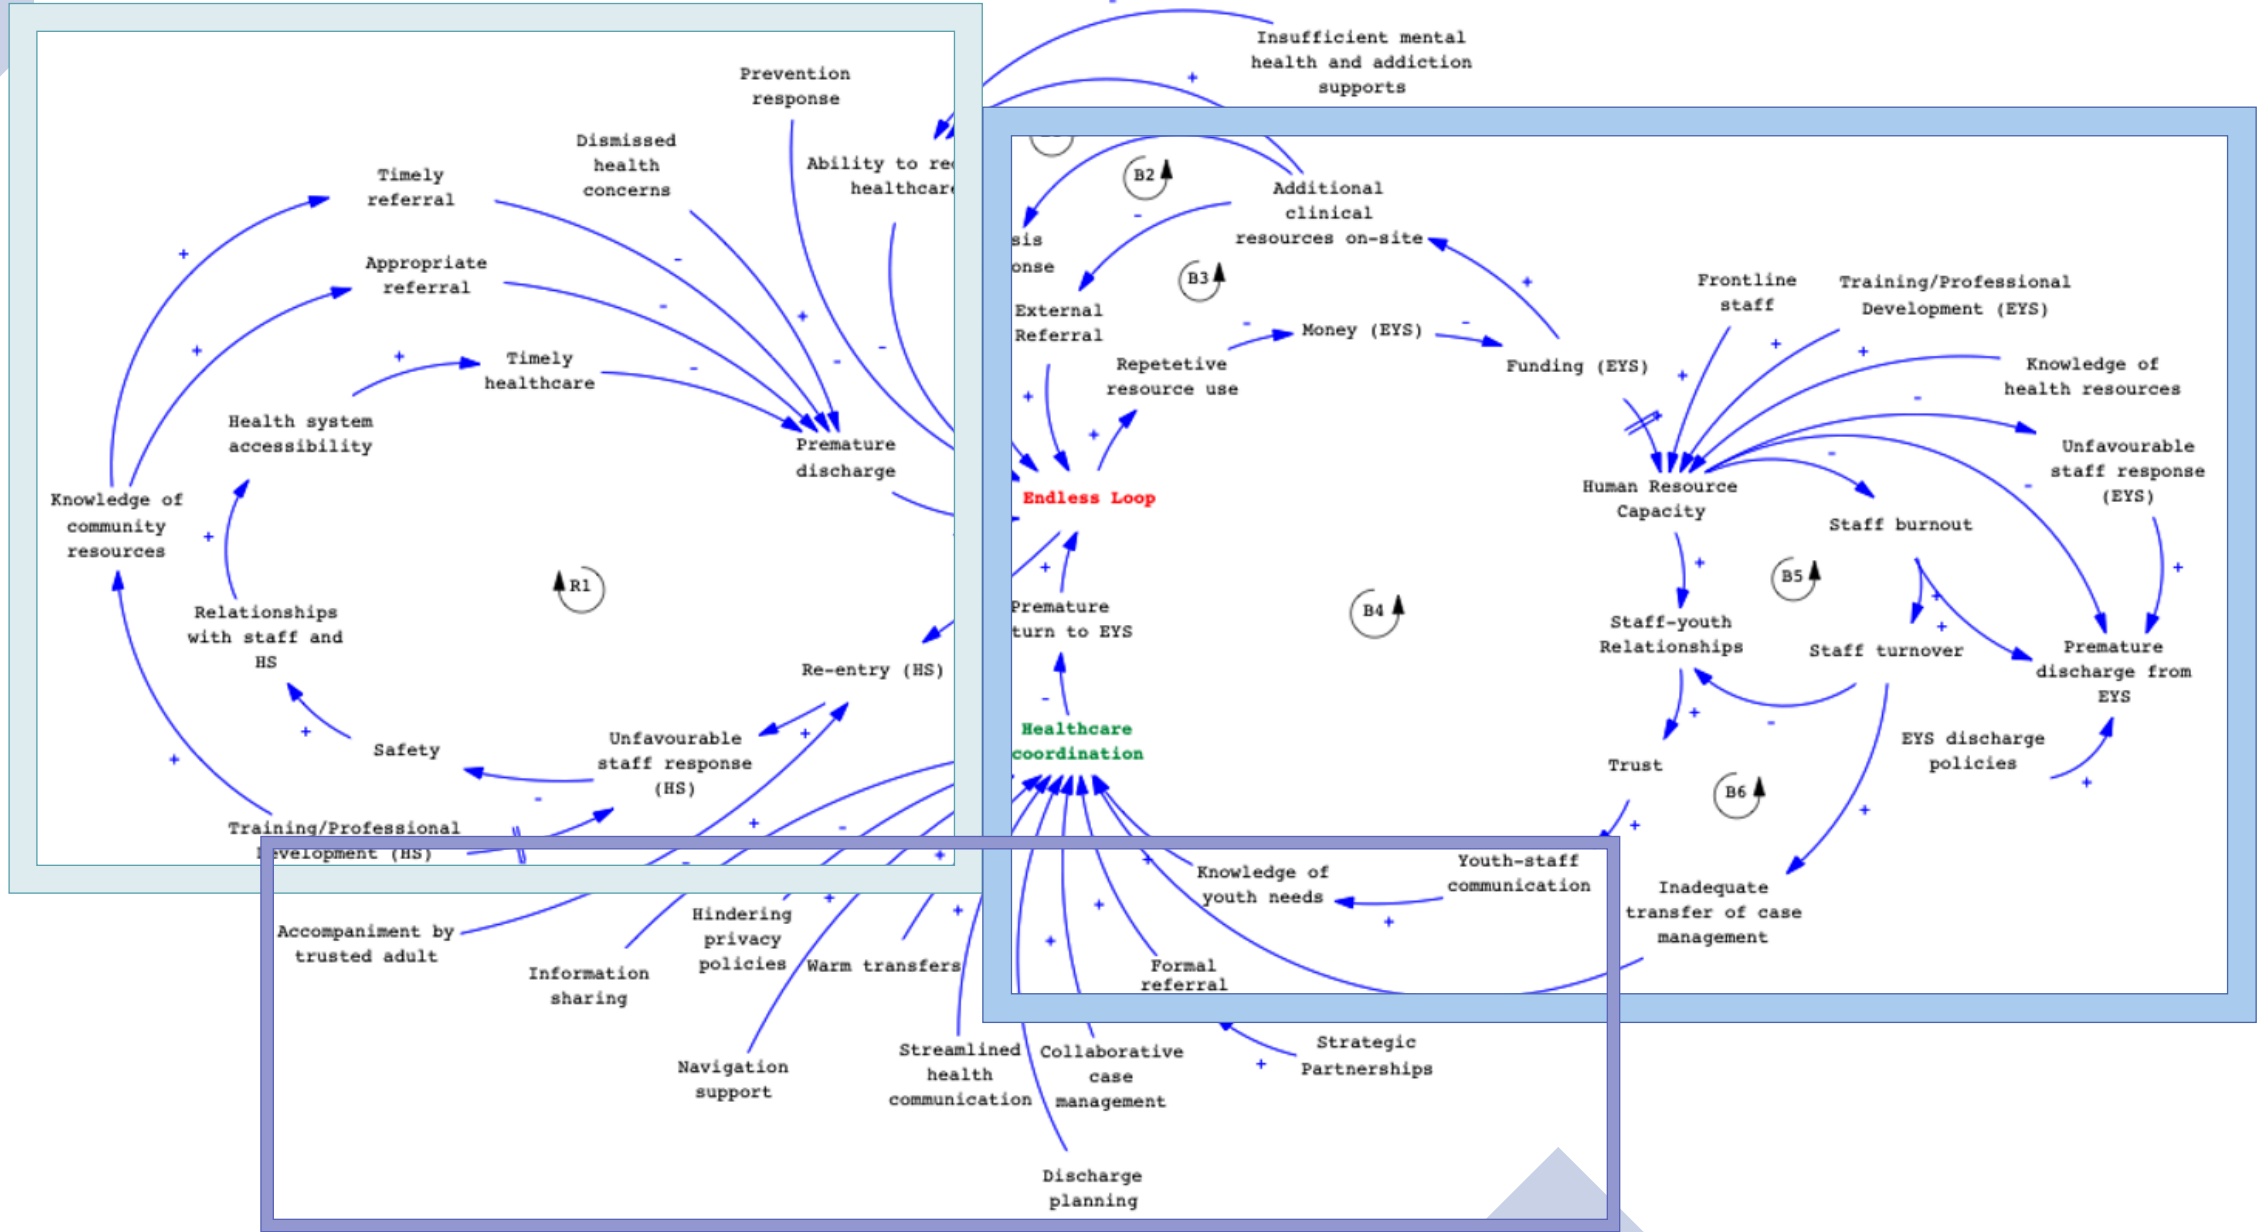 Insufficient mental
health and addiction
supports
Prevention
response
Dismissed
health
concerns
Ability to
healthcare
Timely
referral
Appropriate
referral
Timely
healthcare
Health system
accessibility
Premature
discharge
Knowledge of
community
resources
R1
Relationships
with staff and
HS
Re-entry (HS)
Safety
Unfavourable
staff response
(HS)
Training/Professional
Development (HS)
B2
Additional
clinical
resources on-site
B3
External
Referral
Money (EYS)
Repetetive
resource use
Funding (EYS)
Frontline
staff
Training/Professional
Development (EYS)
Knowledge of
health resources
Unfavourable
staff response
(EYS)
Endless Loop
Human Resource
Capacity
Staff burnout
B5
B4
Premature
turn to EYS
Staff-youth
Relationships
Staff turnover
Premature
discharge from
EYS
Healthcare
coordination
Trust
EYS discharge
policies
B6
Knowledge of
youth needs
Youth-staff
communication
Inadequate
transfer of case
management
Accompaniment by
trusted adult
Information
sharing
Hindering
privacy
policies
Warm transfers
Formal
referral
Navigation
support
Streamlined
health
communication
Collaborative
case
management
Strategic
Partnerships
Discharge
planning